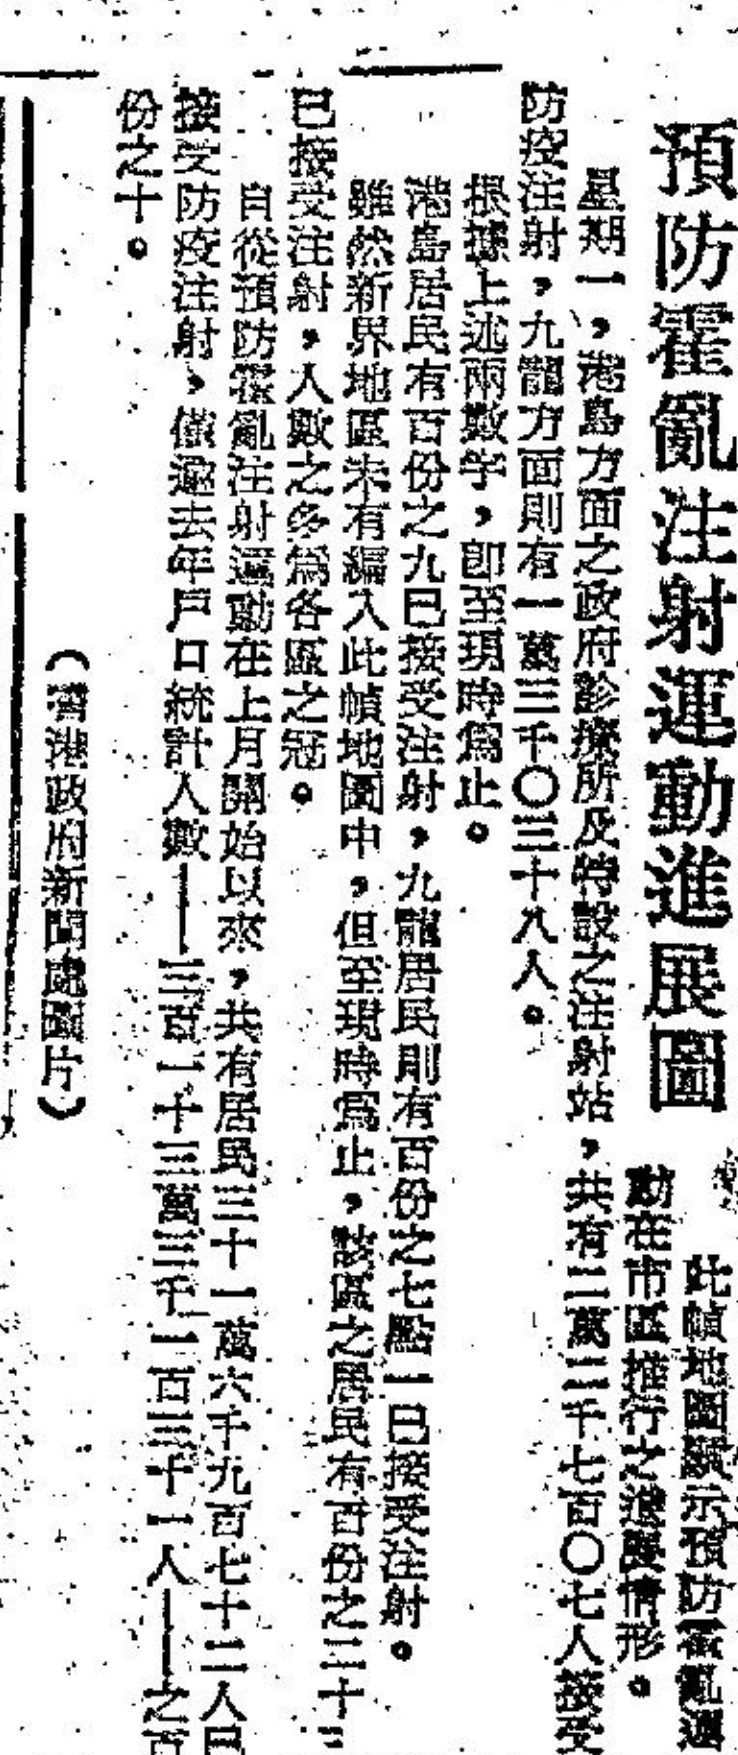 預防霍亂注射運動進展圖
此幀地圖顯示預防霍亂運
動在市區推行之進展情形。
星期一，港島方面之政府診療所及特設之注射站，共有二萬二千七百〇七人接受
防疫注射，九龍方面則有一萬三千〇三十八人。
根據上述兩數字，即至現時為止。
港島居民有百份之九已接受注射，九龍居民則有百份之七點一已接受注射。
雖然新界地區未有編入此幀地圖中，但至現時為止，該區之居民有百份之二十
已接受注射，人數之多為各區之冠。
自從預防霍亂注射運動在上月開始以來，共有居民三十一萬六千九百七十二人已
接受防疫注射，僅逾去年戶口統計人數——三百一十三萬三千一百三十一人——之百
份之十。
（香港政府新聞處圖片）